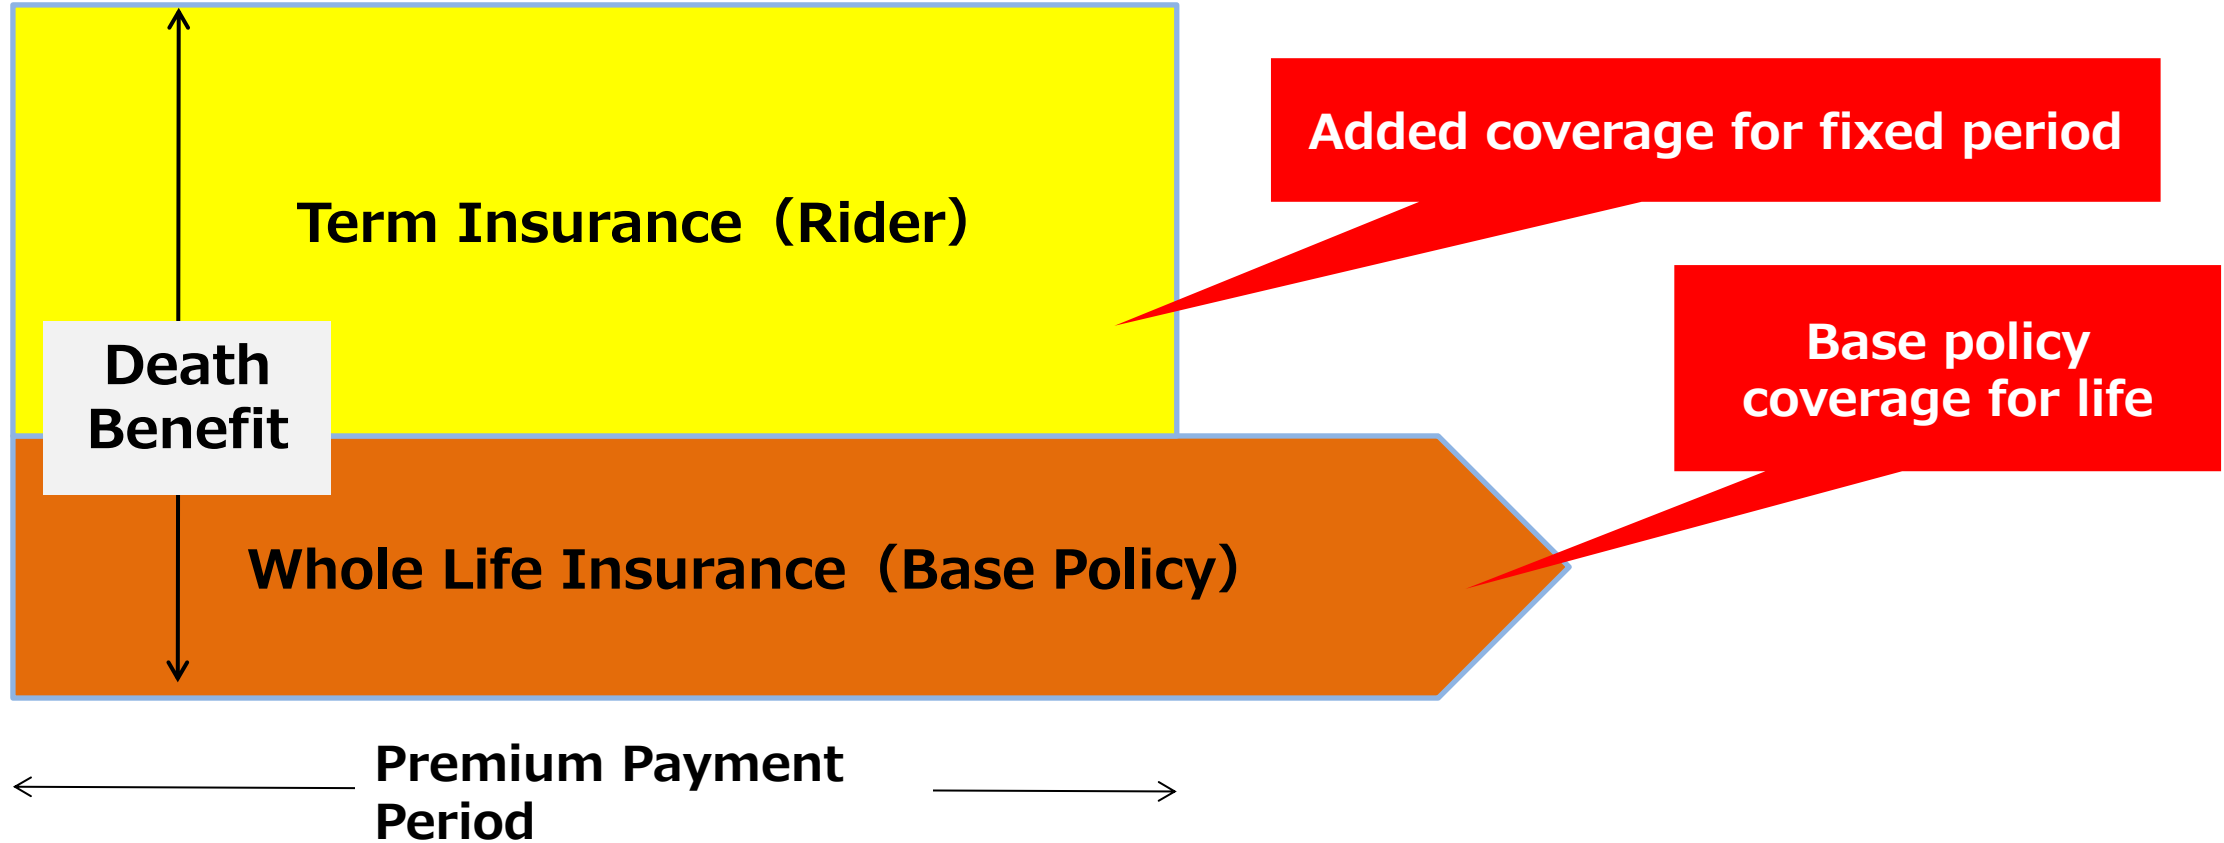 Added coverage for fixed period
Term Insurance（Rider）
Base policy
coverage for life
Death
Benefit
Whole Life Insurance（Base Policy）
Premium Payment
Period